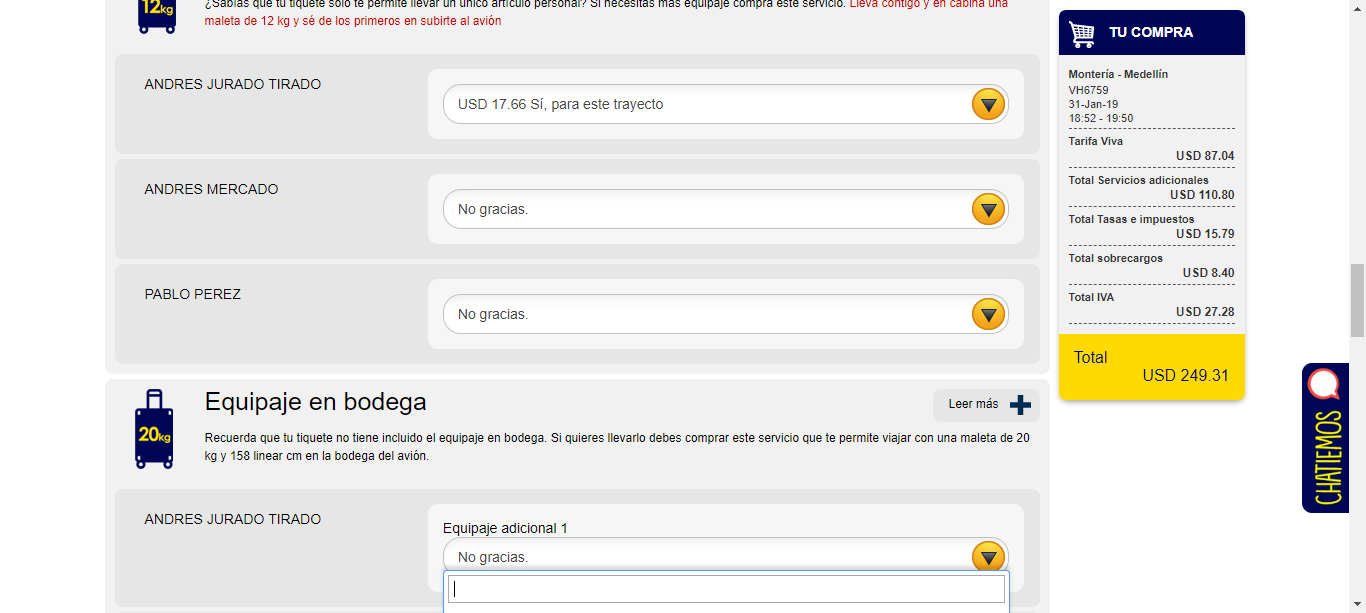 ¿Sabías que tu tiquete solo te permite llevar un único artículo personal? Si necesitas más equipaje compra este servicio. Lleva contigo y en cabina una
maleta de 12 kg y sé de los primeros en subirte al avión
12kg
ANDRES JURADO TIRADO
USD 17.66 Sí, para este trayecto
ANDRES MERCADO
No gracias.
PABLO PEREZ
No gracias.
20kg
Equipaje en bodega
Leer más
Recuerda que tu tiquete no tiene incluido el equipaje en bodega. Si quieres llevarlo debes comprar este servicio que te permite viajar con una maleta de 20
kg y 158 linear cm en la bodega del avión.
ANDRES JURADO TIRADO
Equipaje adicional 1
No gracias.
TU COMPRA
Montería - Medellín
VH6759
31-Jan-19
18:52 - 19:50
Tarifa Viva
USD 87.04
Total Servicios adicionales
USD 110.80
Total Tasas e impuestos
USD 15.79
Total sobrecargos
USD 8.40
Total IVA
USD 27.28
Total
USD 249.31
CHATIEMOS